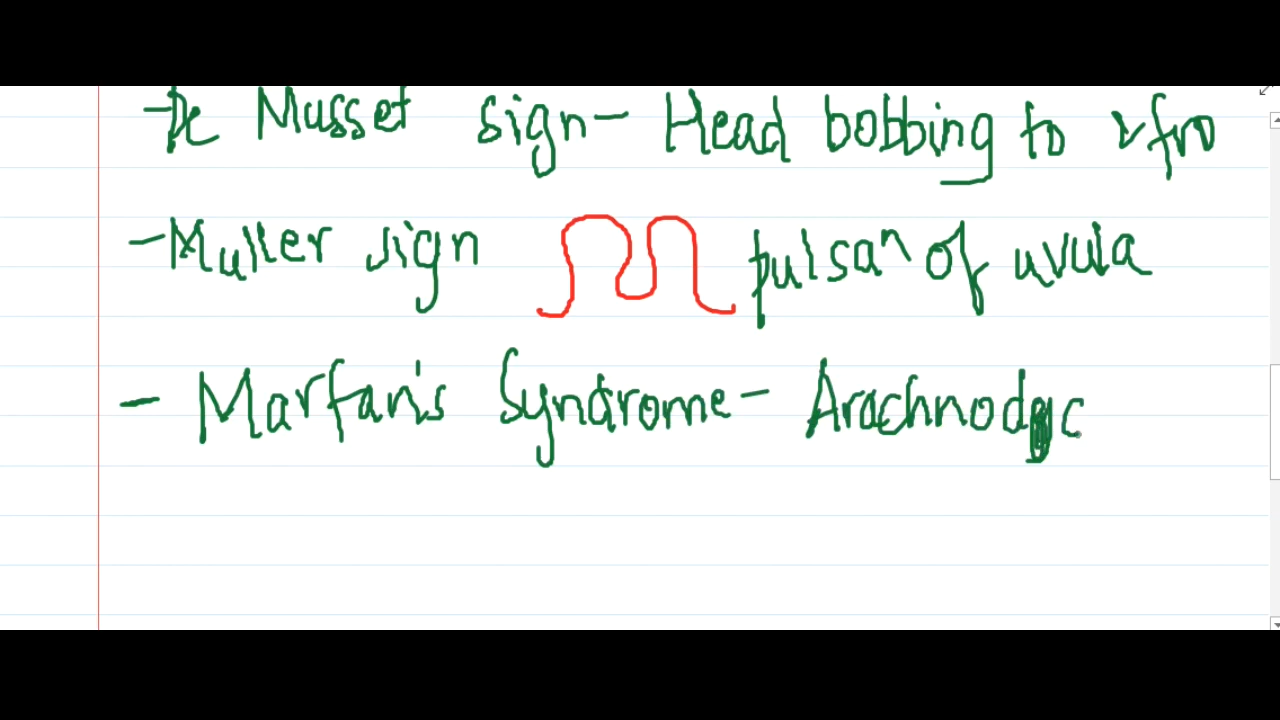 - De Musset sign - Head bobbing to & fro
- Muller sign pulsaⁿ of uvula
- Marfan's Syndrome - Arachnod